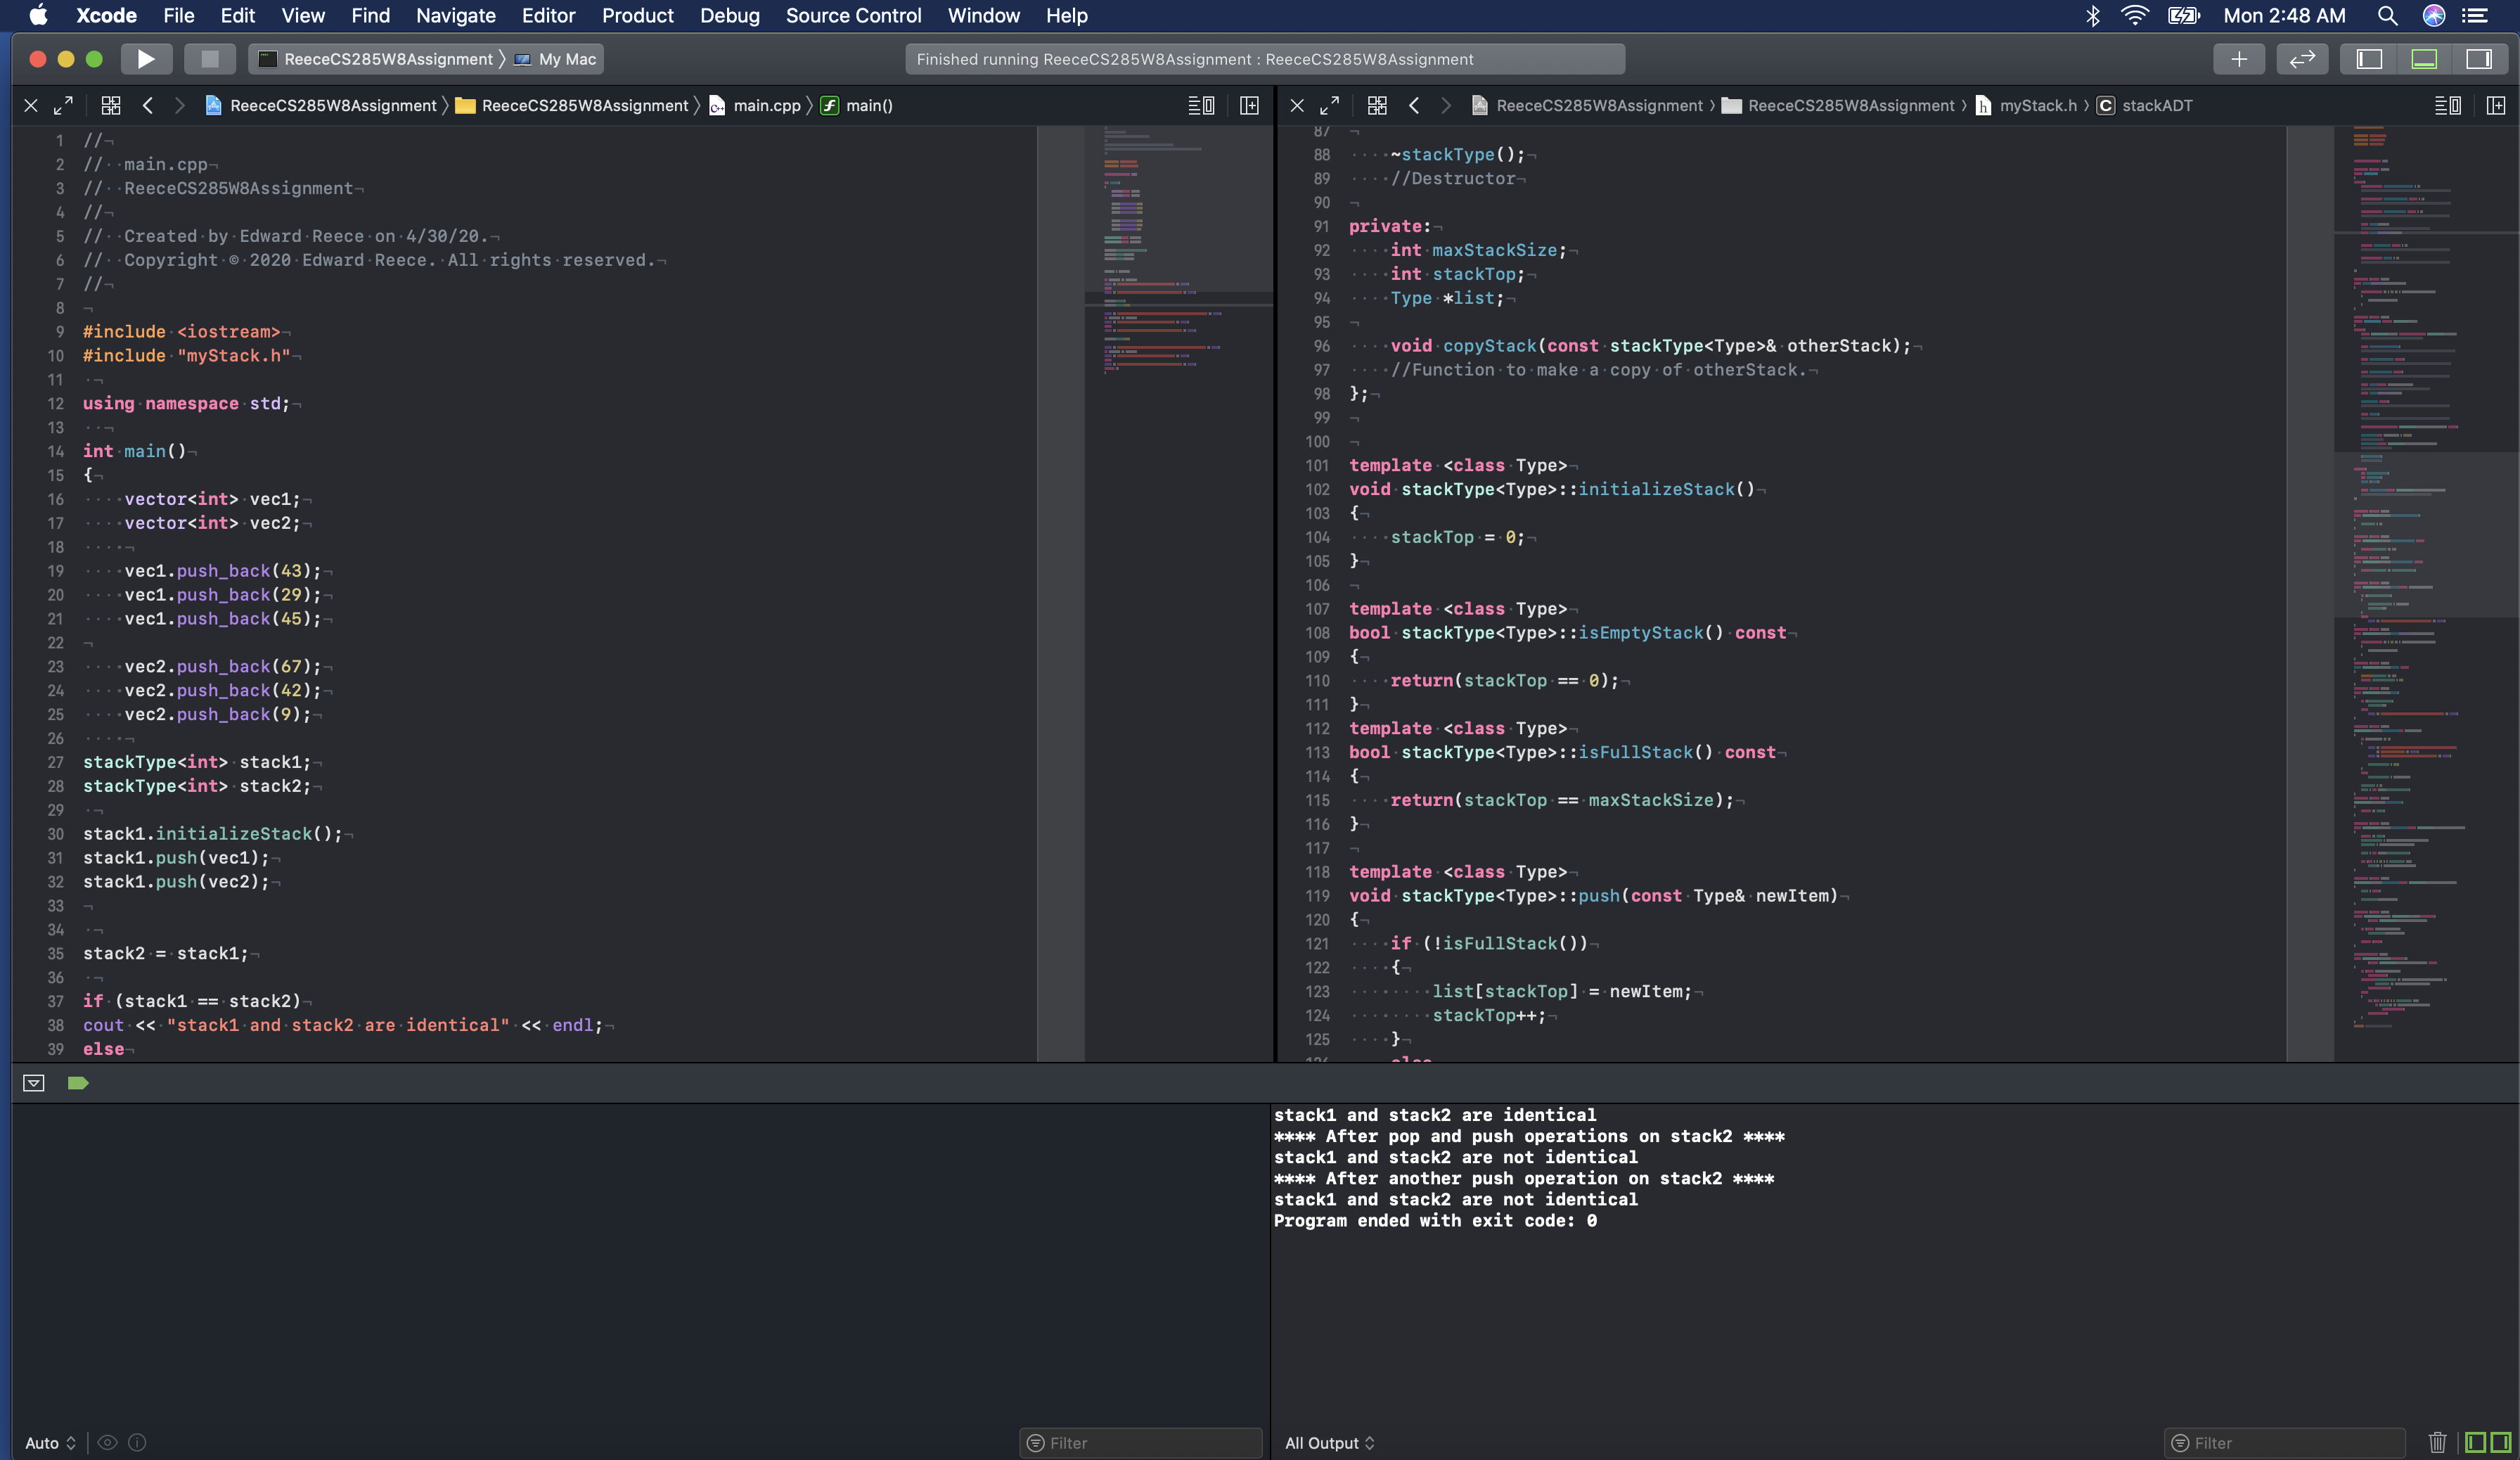 Xcode File Edit View Find Navigate Editor Product Debug Source Control Window Help Mon 2:48 AM
ReeceCS285W8Assignment My Mac Finished running ReeceCS285W8Assignment : ReeceCS285W8Assignment
ReeceCS285W8Assignment ReeceCS285W8Assignment main.cpp main()
1 //
2 // main.cpp
3 // ReeceCS285W8Assignment
4 //
5 // Created by Edward Reece on 4/30/20.
6 // Copyright © 2020 Edward Reece. All rights reserved.
7 //
8
9 #include <iostream>
10 #include "myStack.h"
11
12 using namespace std;
13
14 int main()
15 {
16 vector<int> vec1;
17 vector<int> vec2;
18
19 vec1.push_back(43);
20 vec1.push_back(29);
21 vec1.push_back(45);
22
23 vec2.push_back(67);
24 vec2.push_back(42);
25 vec2.push_back(9);
26
27 stackType<int> stack1;
28 stackType<int> stack2;
29
30 stack1.initializeStack();
31 stack1.push(vec1);
32 stack1.push(vec2);
33
34
35 stack2 = stack1;
36
37 if (stack1 == stack2)
38 cout << "stack1 and stack2 are identical" << endl;
39 else
ReeceCS285W8Assignment ReeceCS285W8Assignment myStack.h stackADT
87
88 ~stackType();
89 //Destructor
90
91 private:
92 int maxStackSize;
93 int stackTop;
94 Type *list;
95
96 void copyStack(const stackType<Type>& otherStack);
97 //Function to make a copy of otherStack.
98 };
99
100
101 template <class Type>
102 void stackType<Type>::initializeStack()
103 {
104 stackTop = 0;
105 }
106
107 template <class Type>
108 bool stackType<Type>::isEmptyStack() const
109 {
110 return(stackTop == 0);
111 }
112 template <class Type>
113 bool stackType<Type>::isFullStack() const
114 {
115 return(stackTop == maxStackSize);
116 }
117
118 template <class Type>
119 void stackType<Type>::push(const Type& newItem)
120 {
121 if (!isFullStack())
122 {
123 list[stackTop] = newItem;
124 stackTop++;
125 }
126 else
stack1 and stack2 are identical
**** After pop and push operations on stack2 ****
stack1 and stack2 are not identical
**** After another push operation on stack2 ****
stack1 and stack2 are not identical
Program ended with exit code: 0
Auto Filter All Output Filter